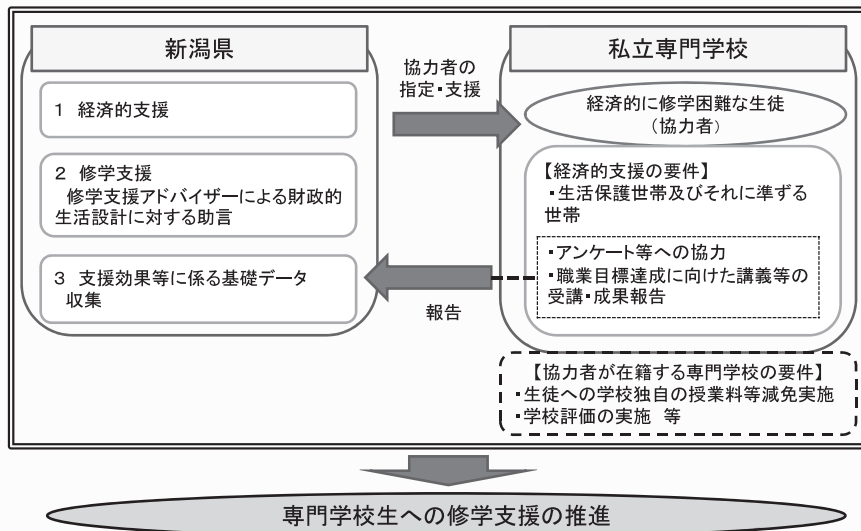 新潟県
1 経済的支援
2 修学支援
修学支援アドバイザーによる財政的
生活設計に対する助言
3 支援効果等に係る基礎データ
収集
協力者の
指定・支援
報告
私立専門学校
経済的に修学困難な生徒
（協力者）
【経済的支援の要件】
・生活保護世帯及びそれに準ずる
世帯
・アンケート等への協力
・職業目標達成に向けた講義等の
受講・成果報告
【協力者が在籍する専門学校の要件】
・生徒への学校独自の授業料等減免実施
・学校評価の実施 等
専門学校生への修学支援の推進